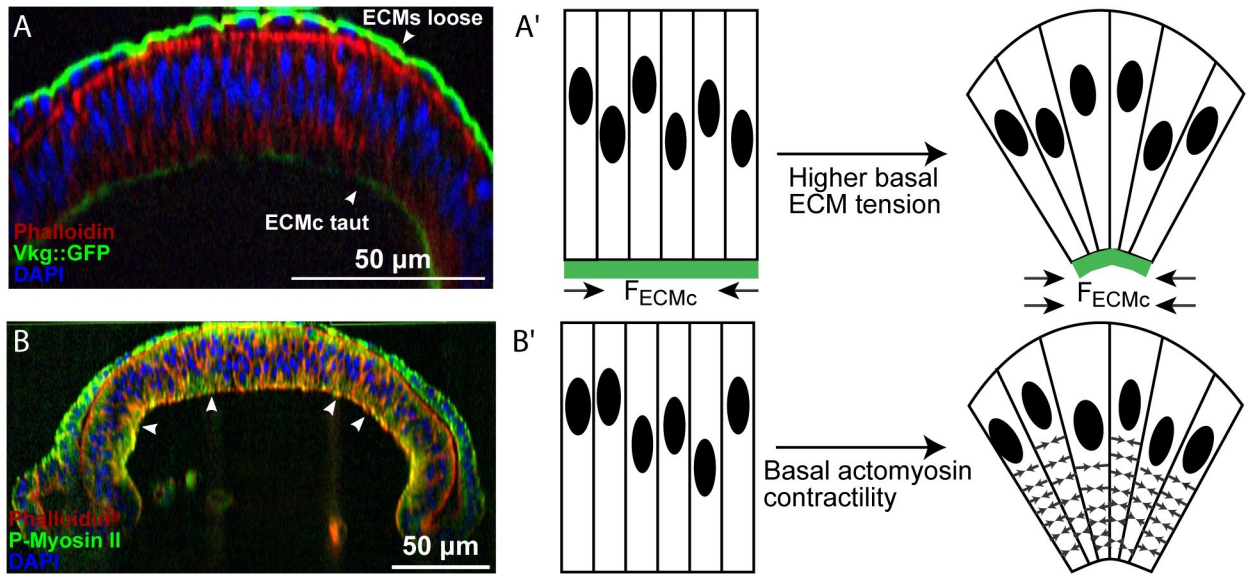 A
ECMs loose
ECMc taut
Phalloidin
Vkg::GFP
DAPI
50 µm
A'
Higher basal
ECM tension
FECMc
FECMc
B
Phalloidin
P-Myosin II
DAPI
50 µm
B'
Basal actomyosin
contractility